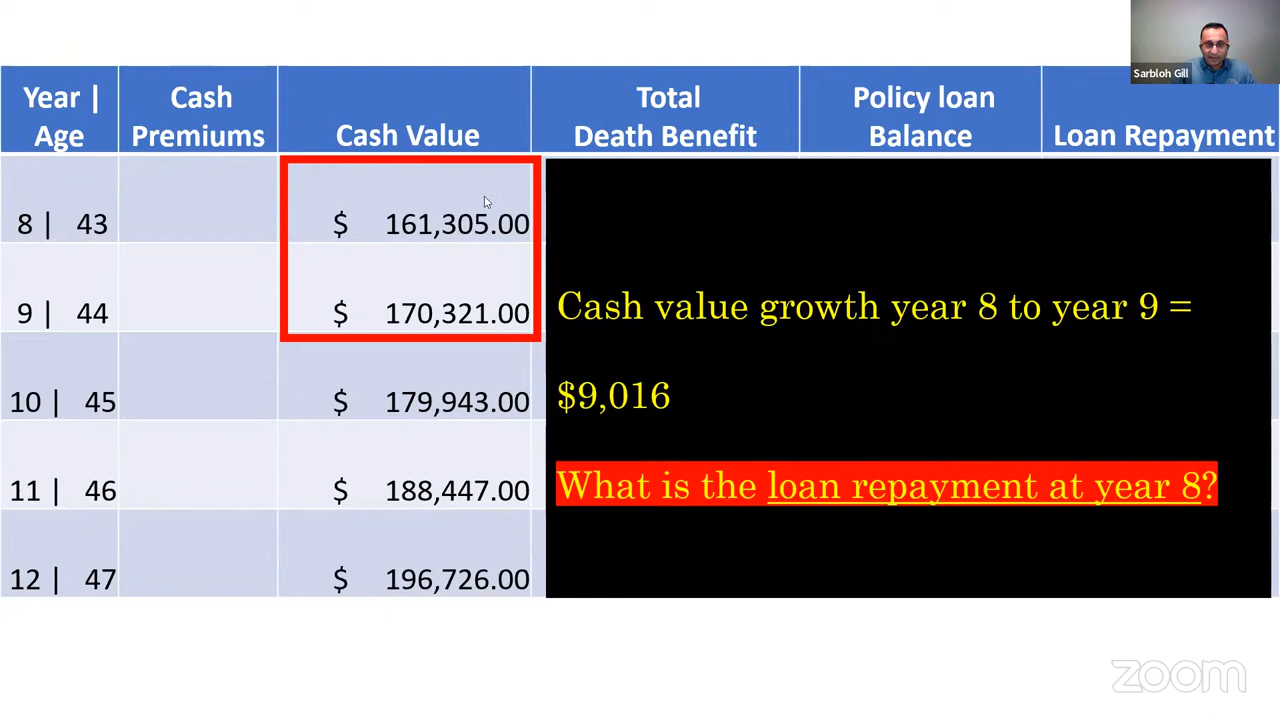 Sarbloh Gill
Year | Age
Cash Premiums
Cash Value
Total Death Benefit
Policy loan Balance
Loan Repayment
8 | 43 $ 161,305.00
9 | 44 $ 170,321.00
10 | 45 $ 179,943.00
11 | 46 $ 188,447.00
12 | 47 $ 196,726.00
Cash value growth year 8 to year 9 =
$9,016
What is the loan repayment at year 8?
zoom